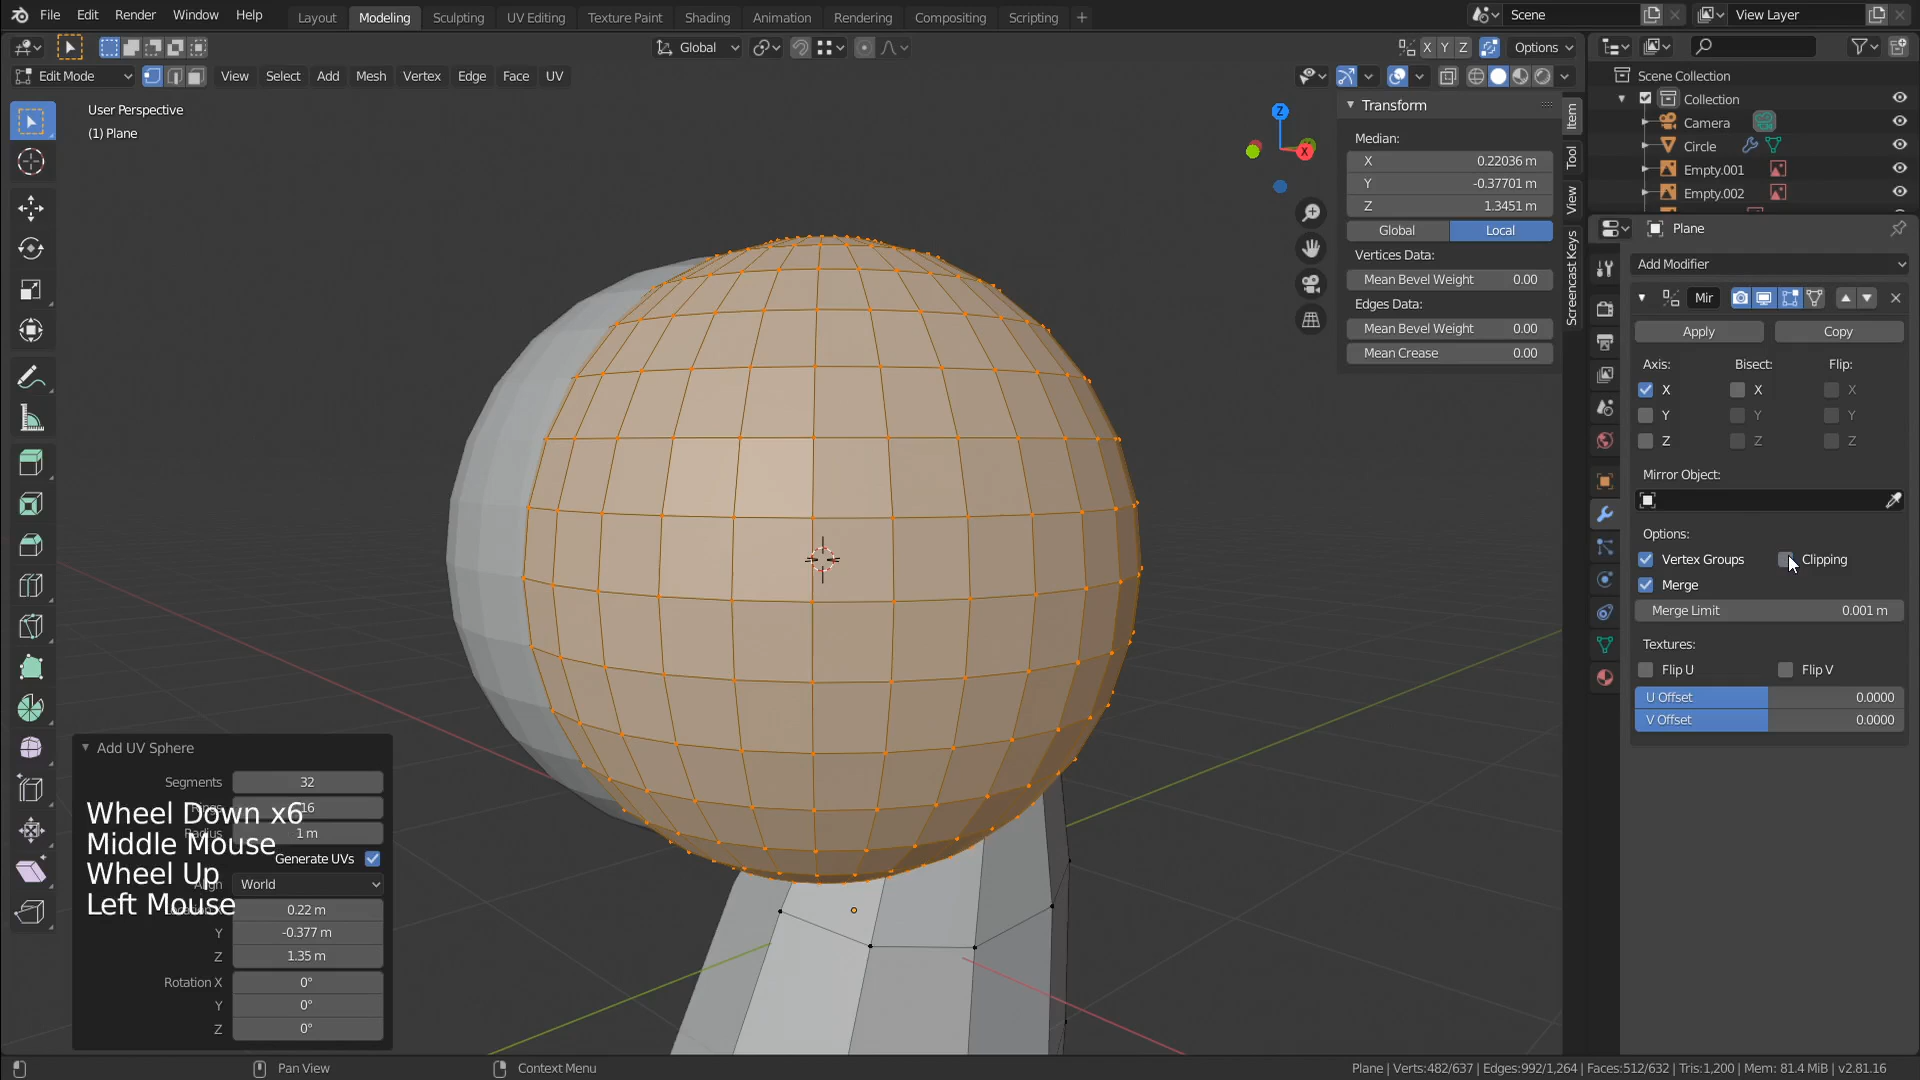 File Edit Render Window Help Layout Modeling Sculpting UV Editing Texture Paint Shading Animation Rendering Compositing Scripting Scene View Layer
Global X Y Z Options
Edit Mode View Select Add Mesh Vertex Edge Face UV
User Perspective
(1) Plane
Z
X
Transform
Median:
X 0.22036 m
Y -0.37701 m
Z 1.3451 m
Global Local
Vertices Data:
Mean Bevel Weight 0.00
Edges Data:
Mean Bevel Weight 0.00
Mean Crease 0.00
Item
Tool
View
Screencast Keys
Scene Collection
Collection
Camera
Circle
Empty.001
Empty.002
Plane
Add Modifier
Mir
Apply Copy
Axis: Bisect: Flip:
X X X
Y Y Y
Z Z Z
Mirror Object:
Options:
Vertex Groups Clipping
Merge
Merge Limit 0.001 m
Textures:
Flip U Flip V
U Offset 0.0000
V Offset 0.0000
Add UV Sphere
Segments 32
16
1 m
Generate UVs
World
0.22 m
Y -0.377 m
Z 1.35 m
Rotation X 0°
Y 0°
Z 0°
Wheel Down x6
Middle Mouse
Wheel Up
Left Mouse
Pan View Context Menu Plane | Verts:482/637 | Edges:992/1,264 | Faces:512/632 | Tris:1,200 | Mem: 81.4 MiB | v2.81.16